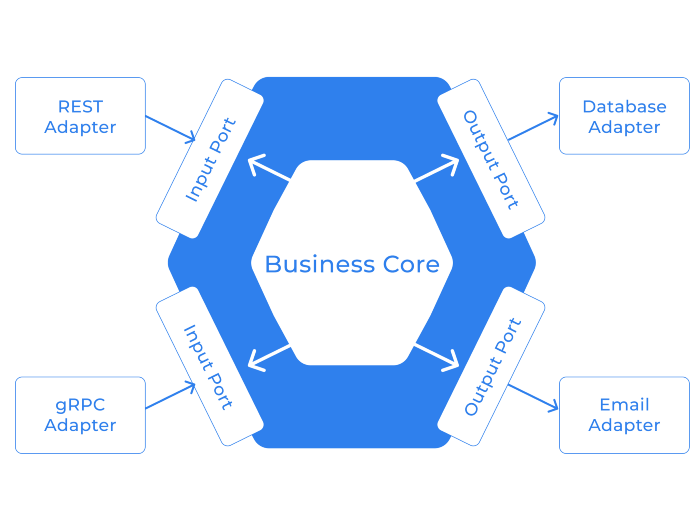 REST
Adapter
Input Port
Output Port
Database
Adapter
Business Core
gRPC
Adapter
Input Port
Output Port
Email
Adapter